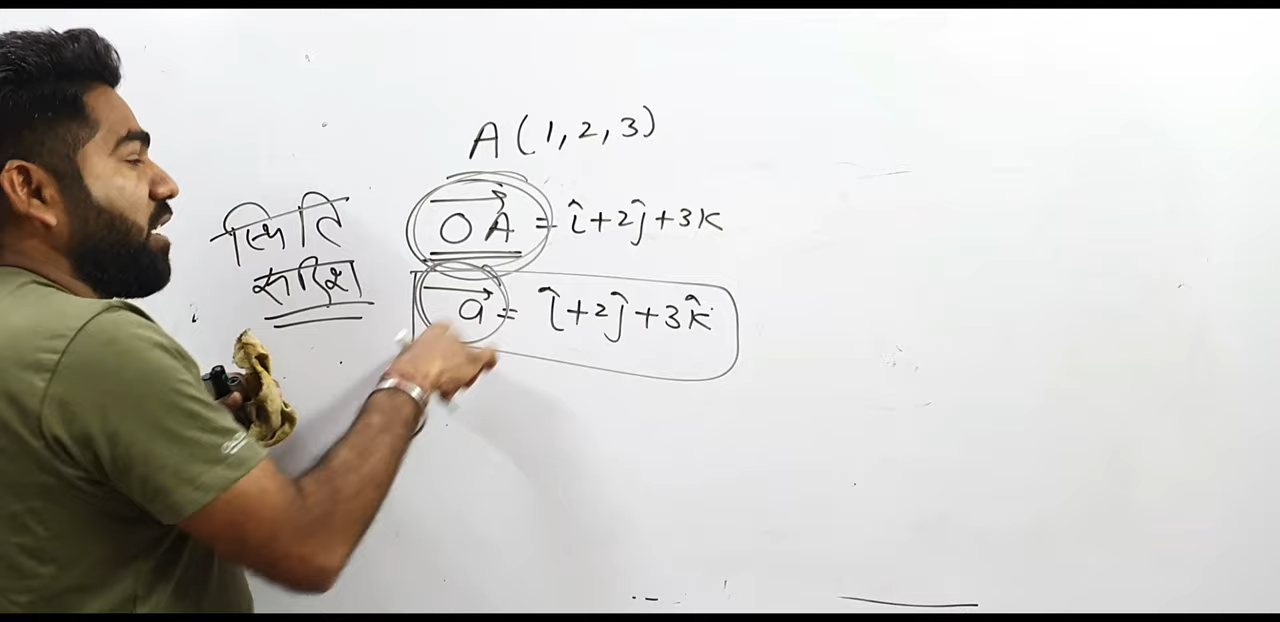 A (1, 2, 3)
स्थिति
सदिश
OA = î+2ĵ+3k
a = î+2ĵ+3k̂